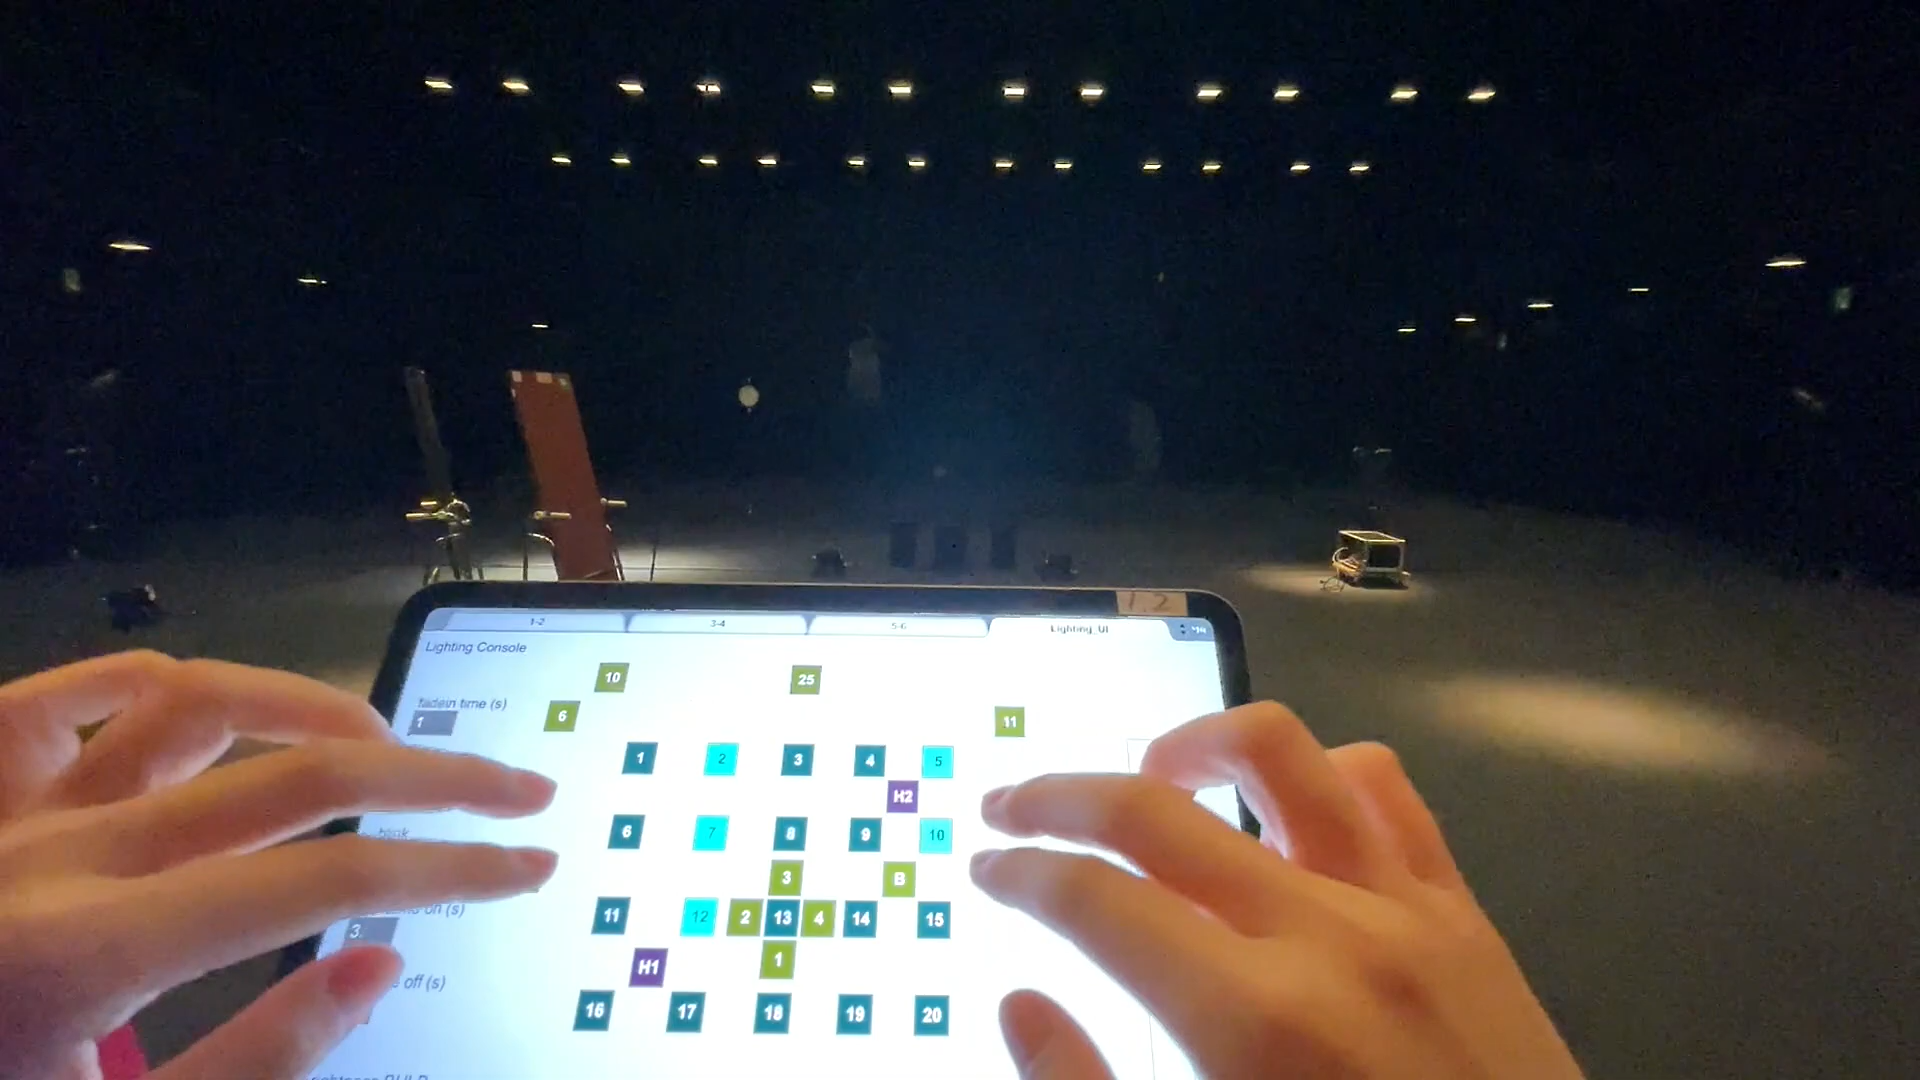 1.2
1-2 3-4 5-6 Lighting_UI
Lighting Console
10 25
fadein time (s)
6 11
1
1 2 3 4 5
H2
blink
6 7 8 9 10
3 B
11 12 2 13 4 14 15
3.
H1 1
off (s)
16 17 18 19 20